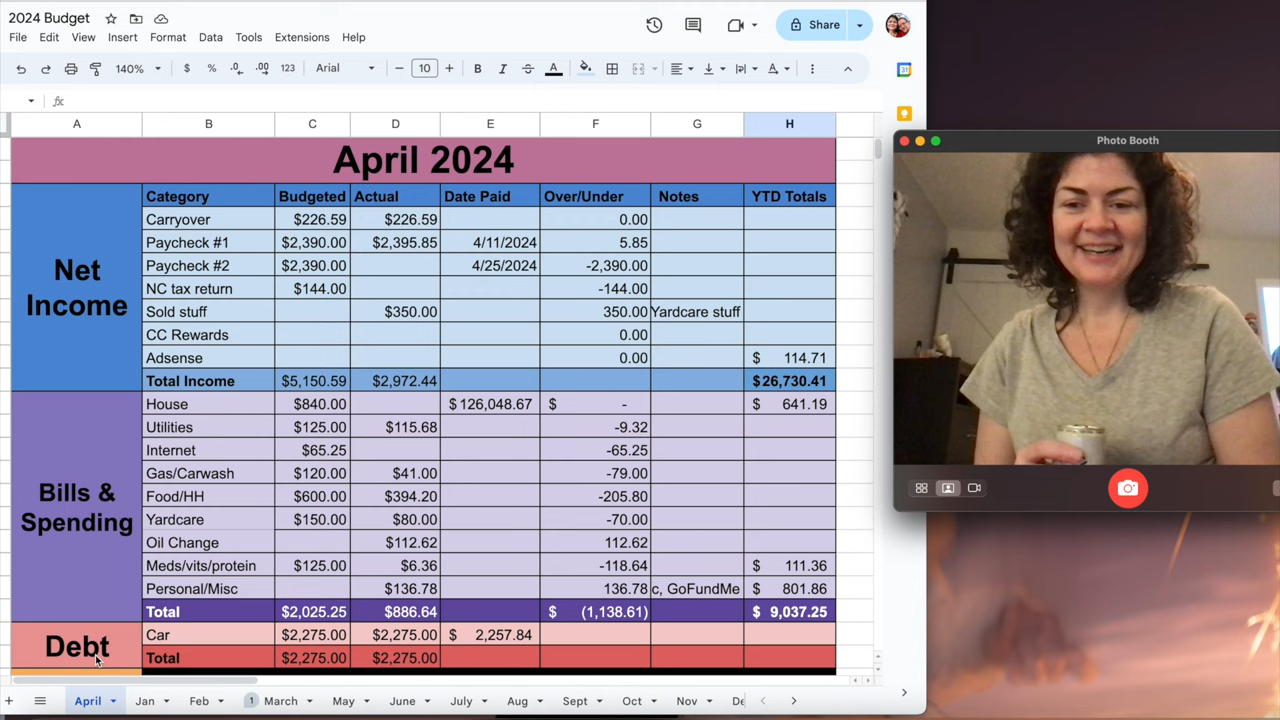 2024 Budget
File Edit View Insert Format Data Tools Extensions Help
Share
140% $ % .0 .00 123 Arial 10 B I A
fx
A B C D E F G H
April 2024
Net Income
Category Budgeted Actual Date Paid Over/Under Notes YTD Totals
Carryover $226.59 $226.59 0.00
Paycheck #1 $2,390.00 $2,395.85 4/11/2024 5.85
Paycheck #2 $2,390.00 4/25/2024 -2,390.00
NC tax return $144.00 -144.00
Sold stuff $350.00 350.00 Yardcare stuff
CC Rewards 0.00
Adsense 0.00 $ 114.71
Total Income $5,150.59 $2,972.44 $26,730.41
Bills & Spending
House $840.00 $126,048.67 $ - $ 641.19
Utilities $125.00 $115.68 -9.32
Internet $65.25 -65.25
Gas/Carwash $120.00 $41.00 -79.00
Food/HH $600.00 $394.20 -205.80
Yardcare $150.00 $80.00 -70.00
Oil Change $112.62 112.62
Meds/vits/protein $125.00 $6.36 -118.64 $ 111.36
Personal/Misc $136.78 136.78 c, GoFundMe $ 801.86
Total $2,025.25 $886.64 $ (1,138.61) $ 9,037.25
Debt
Car $2,275.00 $2,275.00 $ 2,257.84
Total $2,275.00 $2,275.00
April Jan Feb 1 March May June July Aug Sept Oct Nov De
Photo Booth